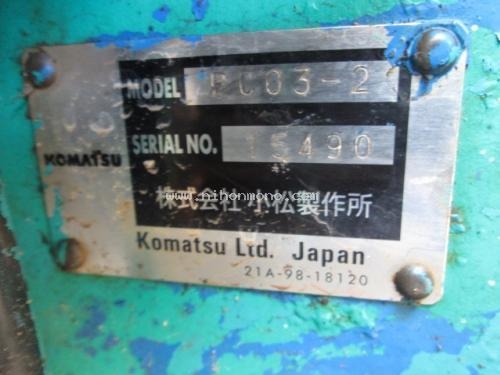 MODEL PC03-2
SERIAL NO. 15490
KOMATSU
www.nihonmono.com
株式会社 小松製作所
Komatsu Ltd. Japan
21A-98-18120